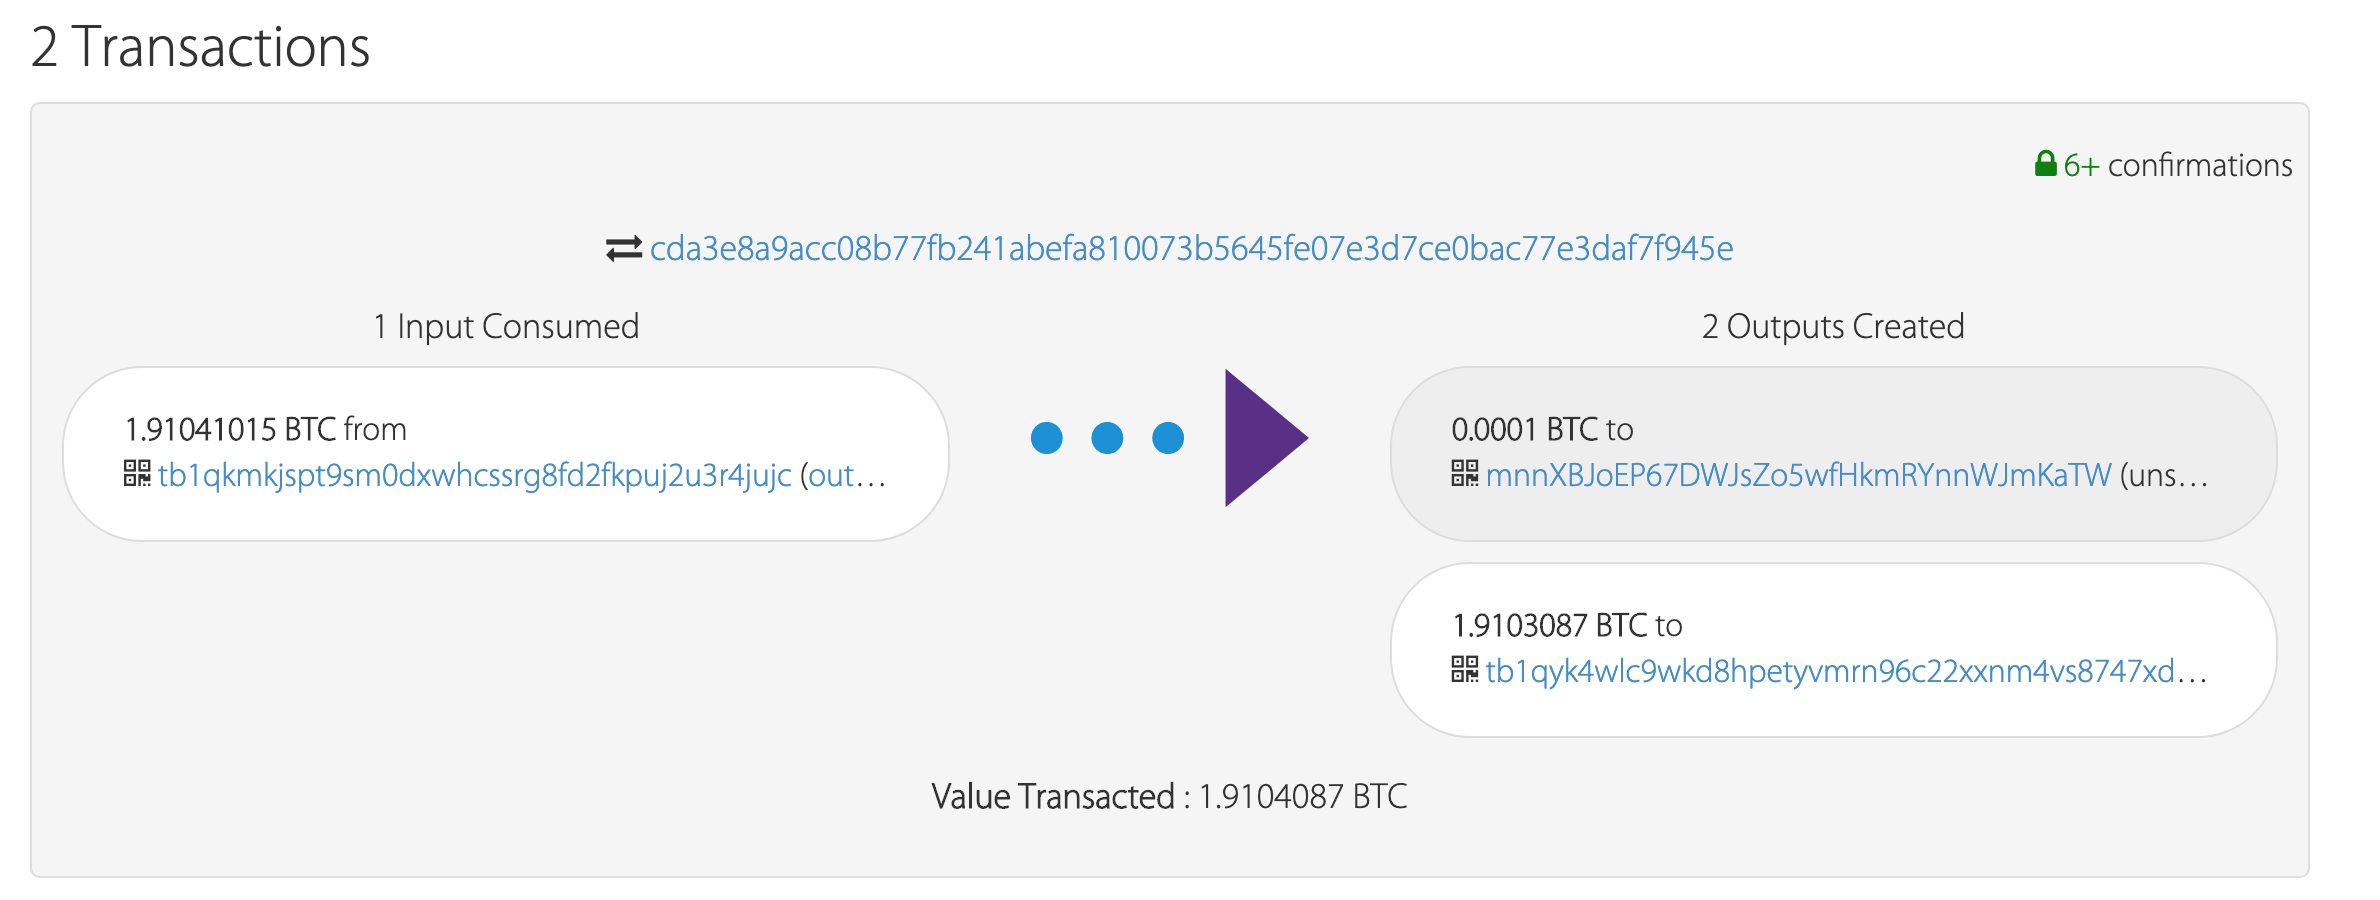 2 Transactions
6+ confirmations
cda3e8a9acc08b77fb241abefa810073b5645fe07e3d7ce0bac77e3daf7f945e
1 Input Consumed
2 Outputs Created
1.91041015 BTC from
tb1qkmkjspt9sm0dxwhcssrg8fd2fkpuj2u3r4jujc (out...
0.0001 BTC to
mnnXBJoEP67DWJsZo5wfHkmRYnnWJmKaTW (uns...
1.9103087 BTC to
tb1qyk4wlc9wkd8hpetyvmrn96c22xxnm4vs8747xd...
Value Transacted : 1.9104087 BTC